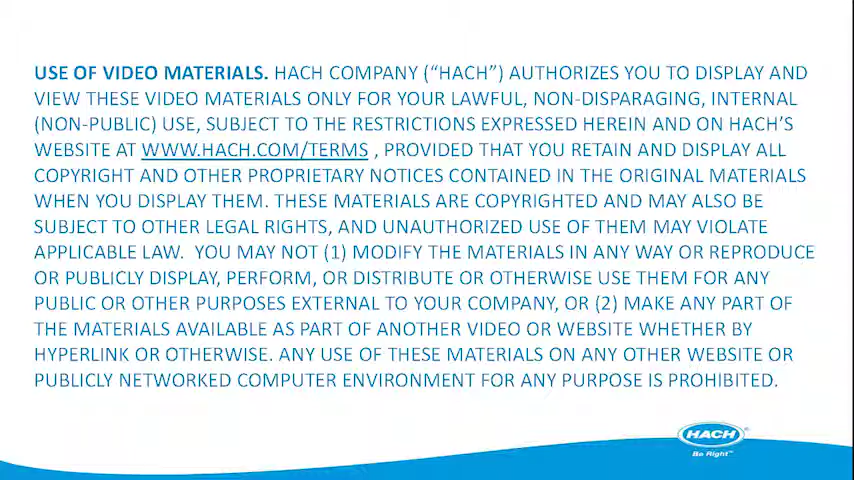 USE OF VIDEO MATERIALS. HACH COMPANY (“HACH”) AUTHORIZES YOU TO DISPLAY AND
VIEW THESE VIDEO MATERIALS ONLY FOR YOUR LAWFUL, NON-DISPARAGING, INTERNAL
(NON-PUBLIC) USE, SUBJECT TO THE RESTRICTIONS EXPRESSED HEREIN AND ON HACH’S
WEBSITE AT WWW.HACH.COM/TERMS , PROVIDED THAT YOU RETAIN AND DISPLAY ALL
COPYRIGHT AND OTHER PROPRIETARY NOTICES CONTAINED IN THE ORIGINAL MATERIALS
WHEN YOU DISPLAY THEM. THESE MATERIALS ARE COPYRIGHTED AND MAY ALSO BE
SUBJECT TO OTHER LEGAL RIGHTS, AND UNAUTHORIZED USE OF THEM MAY VIOLATE
APPLICABLE LAW.  YOU MAY NOT (1) MODIFY THE MATERIALS IN ANY WAY OR REPRODUCE
OR PUBLICLY DISPLAY, PERFORM, OR DISTRIBUTE OR OTHERWISE USE THEM FOR ANY
PUBLIC OR OTHER PURPOSES EXTERNAL TO YOUR COMPANY, OR (2) MAKE ANY PART OF
THE MATERIALS AVAILABLE AS PART OF ANOTHER VIDEO OR WEBSITE WHETHER BY
HYPERLINK OR OTHERWISE. ANY USE OF THESE MATERIALS ON ANY OTHER WEBSITE OR
PUBLICLY NETWORKED COMPUTER ENVIRONMENT FOR ANY PURPOSE IS PROHIBITED.
HACH®
Be Right™